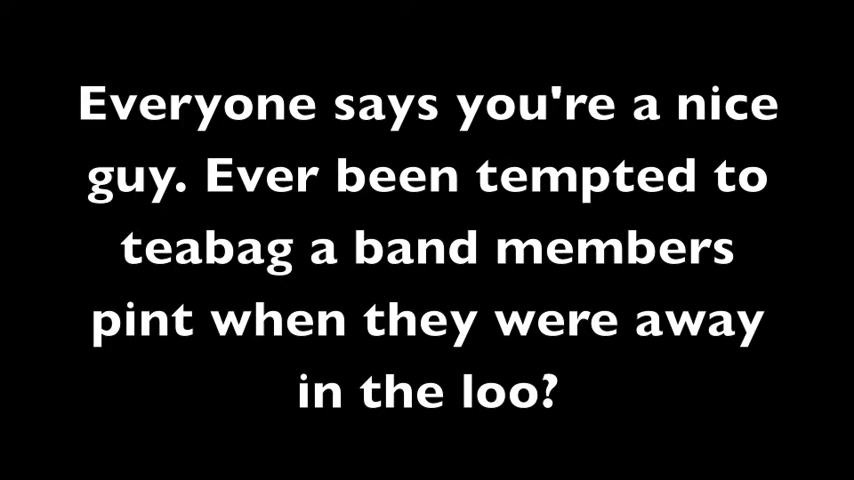 Everyone says you're a nice
guy. Ever been tempted to
teabag a band members
pint when they were away
in the loo?